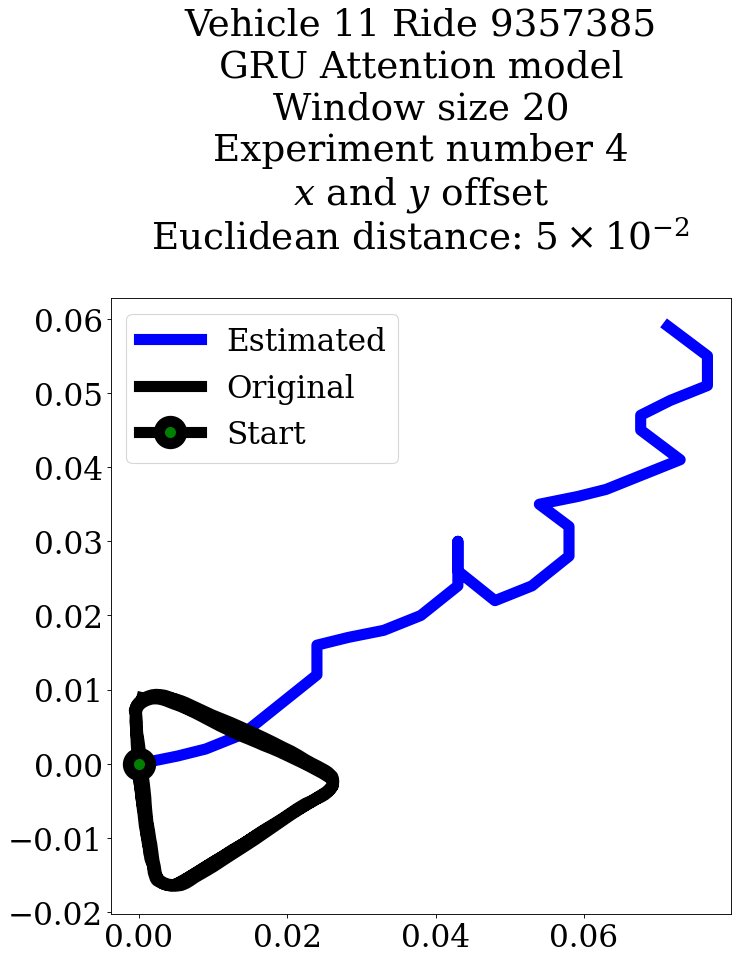 Vehicle 11 Ride 9357385
GRU Attention model
Window size 20
Experiment number 4
x and y offset
Euclidean distance: 5 × 10⁻²
0.06
0.05
0.04
0.03
0.02
0.01
0.00
−0.01
−0.02
Estimated
Original
Start
0.00 0.02 0.04 0.06